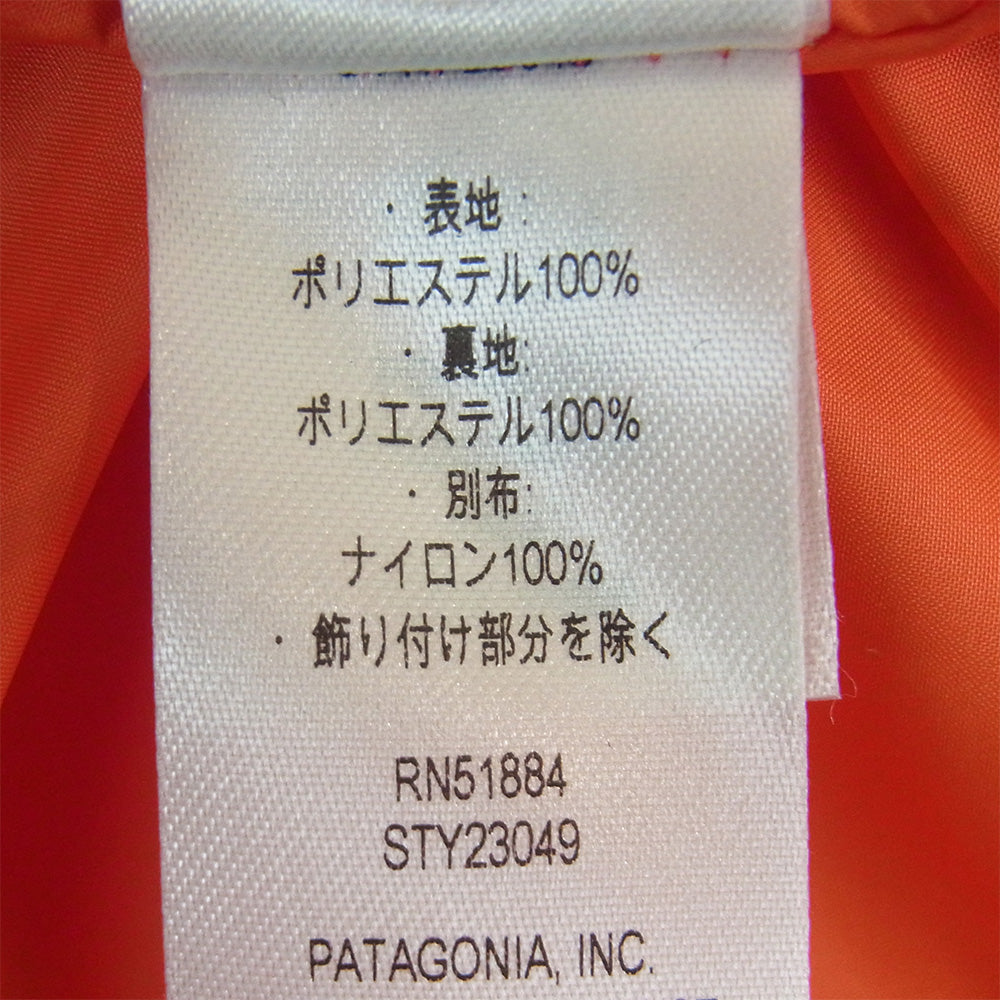 ・表地:
ポリエステル100%
・裏地:
ポリエステル100%
・別布:
ナイロン100%
・飾り付け部分を除く
RN51884
STY23049
PATAGONIA, INC.